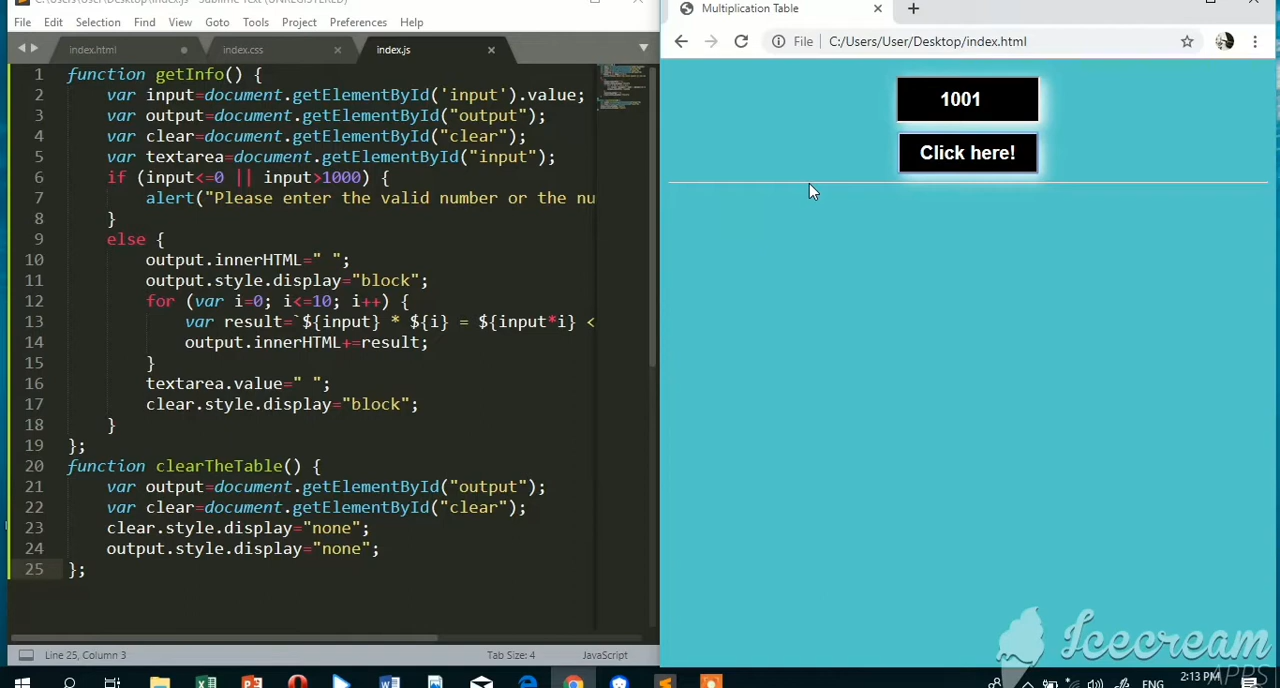 File Edit Selection Find View Goto Tools Project Preferences Help
index.html index.css index.js
1 function getInfo() {
2 var input=document.getElementById('input').value;
3 var output=document.getElementById("output");
4 var clear=document.getElementById("clear");
5 var textarea=document.getElementById("input");
6 if (input<=0 || input>1000) {
7 alert("Please enter the valid number or the nu
8 }
9 else {
10 output.innerHTML=" ";
11 output.style.display="block";
12 for (var i=0; i<=10; i++) {
13 var result=`${input} * ${i} = ${input*i} <
14 output.innerHTML+=result;
15 }
16 textarea.value=" ";
17 clear.style.display="block";
18 }
19 };
20 function clearTheTable() {
21 var output=document.getElementById("output");
22 var clear=document.getElementById("clear");
23 clear.style.display="none";
24 output.style.display="none";
25 };
Line 25, Column 3 Tab Size: 4 JavaScript
Multiplication Table
File C:/Users/User/Desktop/index.html
1001
Click here!
Icecream
APPS
ENG 2:13 PM